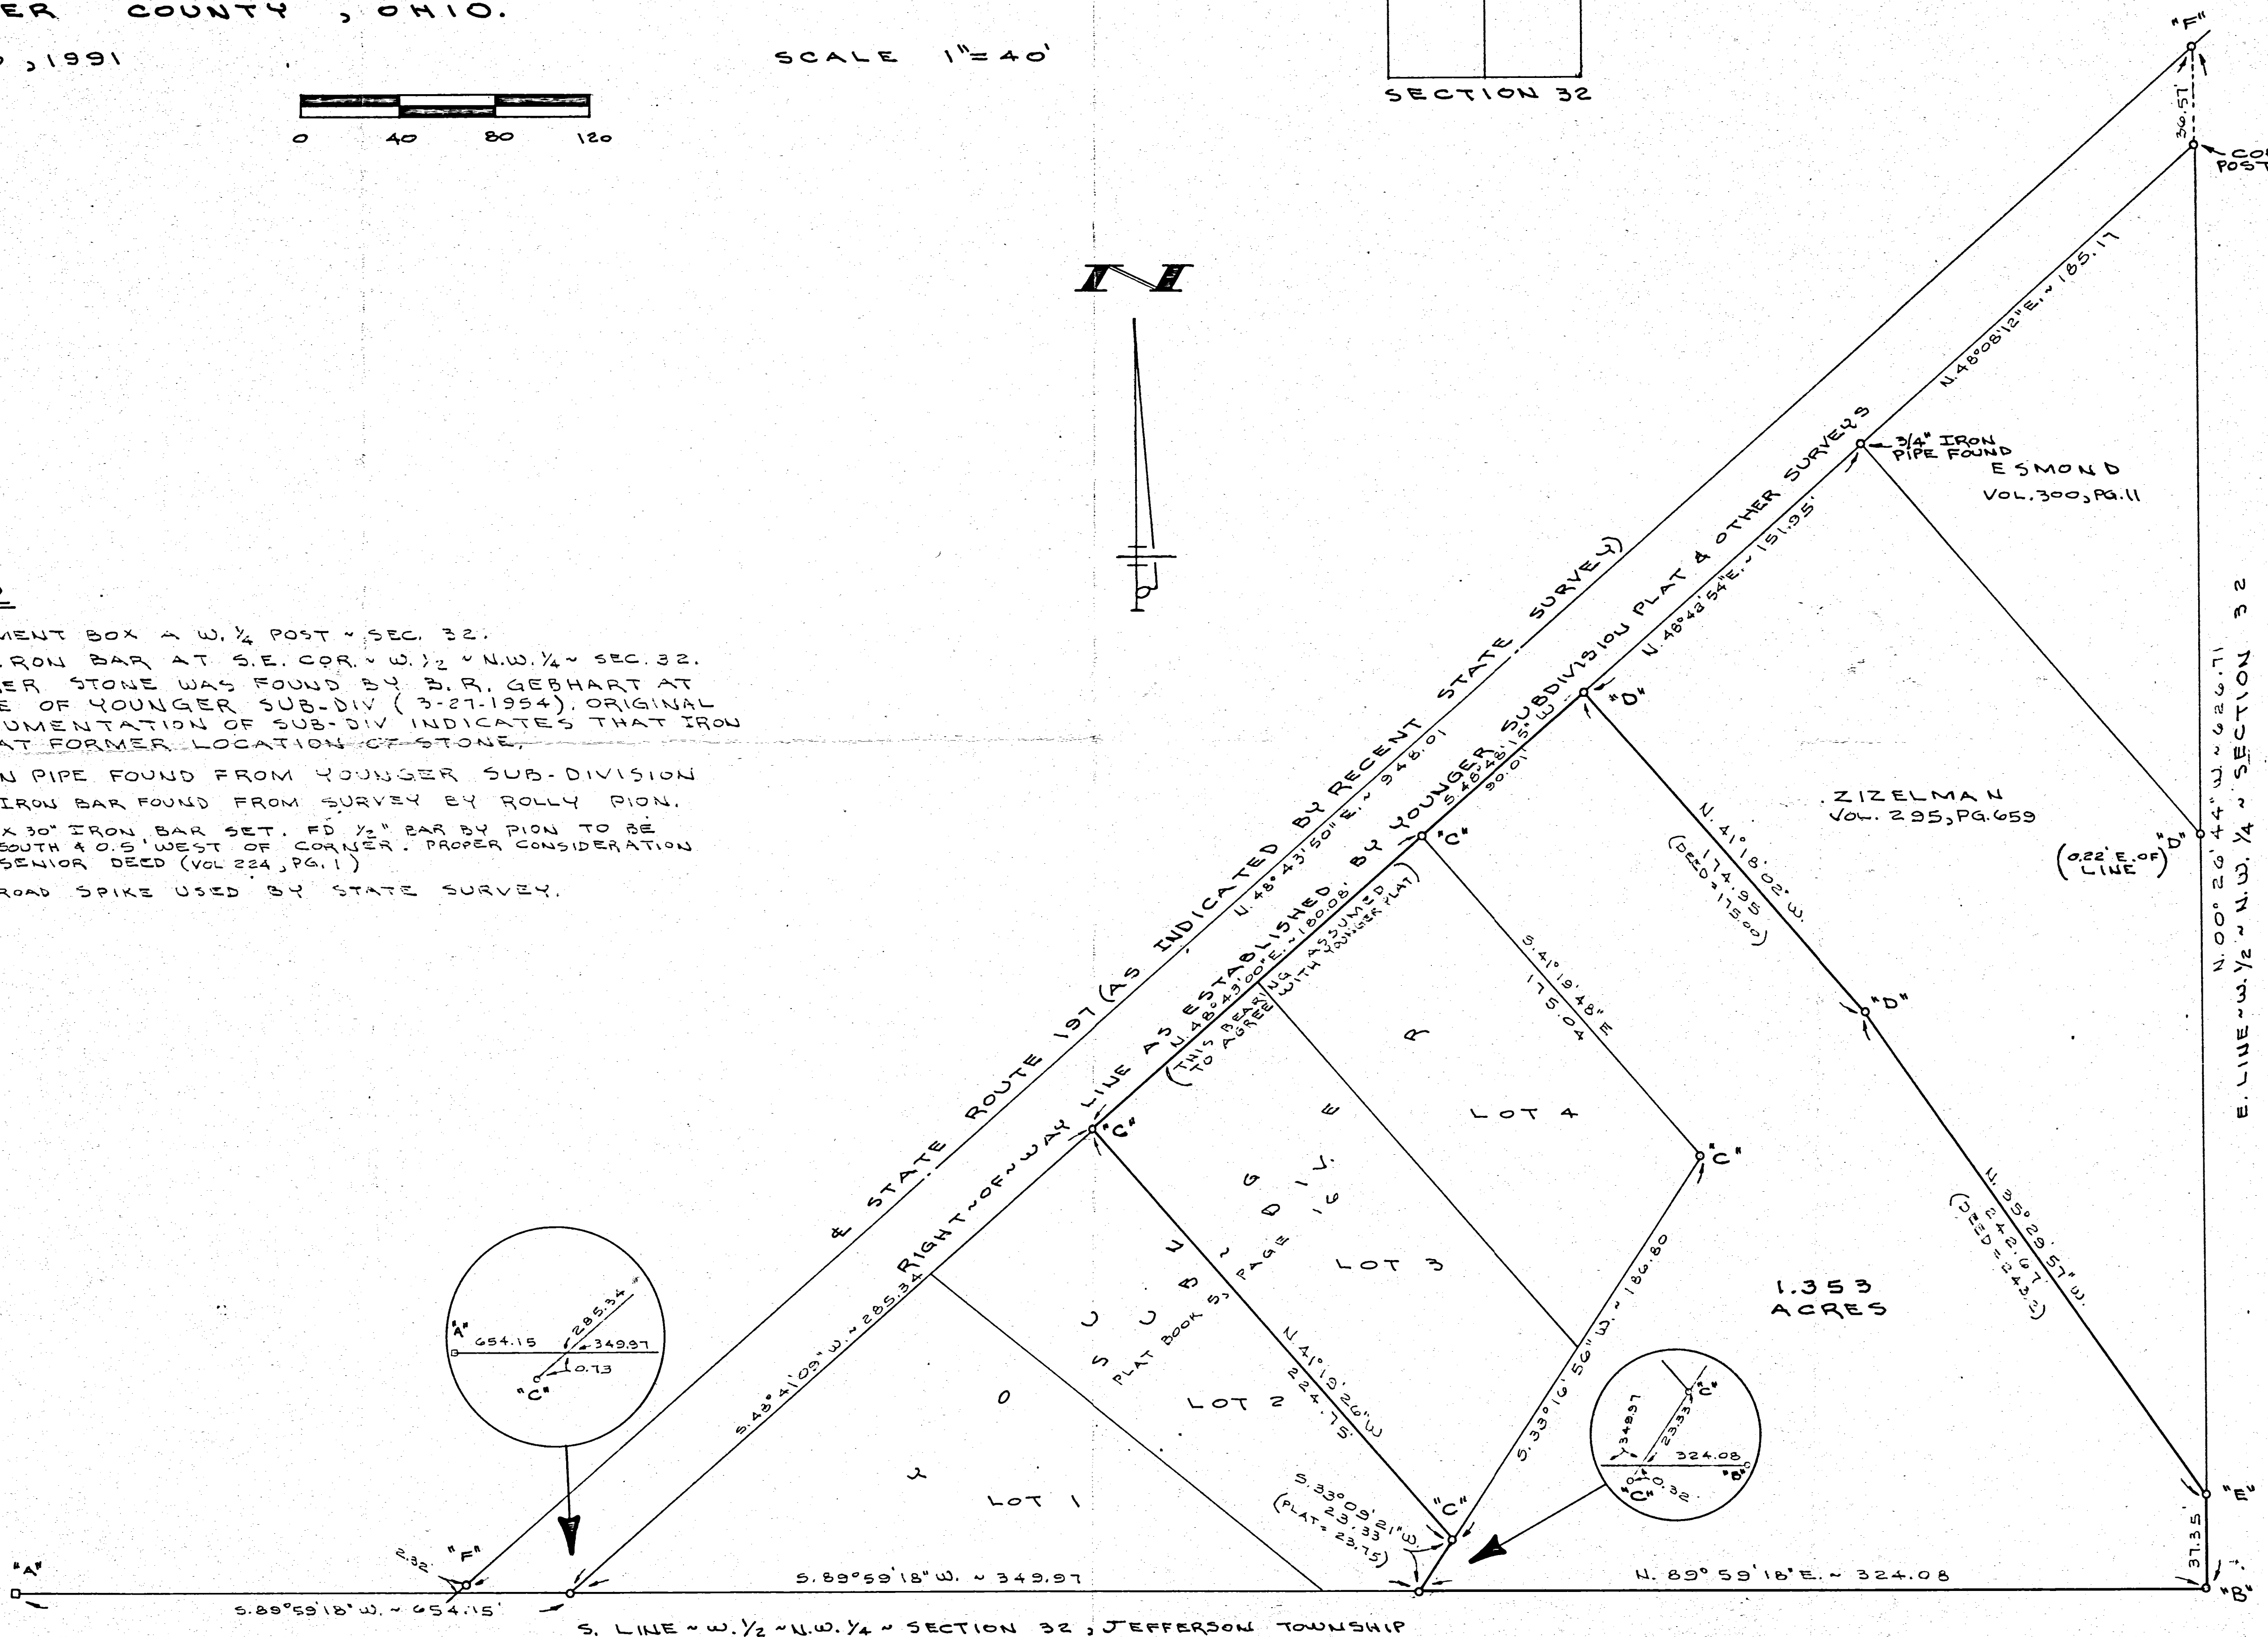 ER COUNTY , OHIO.
, 1991
SCALE 1"=40'
0 40 80 120
SECTION 32
N
"F"
36.57'
POST
N. 48°08'12"E. ~ 185.17
3/4" IRON
PIPE FOUND
ESMOND
VOL. 300, PG. 11
MENT BOX @ W. 1/4 POST ~ SEC. 32.
RON BAR AT S.E. COR. ~ W. 1/2 ~ N.W. 1/4 ~ SEC. 32.
ER STONE WAS FOUND BY B. R. GEBHART AT
E OF YOUNGER SUB-DIV ( 3-27-1954). ORIGINAL
UMENTATION OF SUB-DIV INDICATES THAT IRON
AT FORMER LOCATION OF STONE.
N PIPE FOUND FROM YOUNGER SUB-DIVISION
IRON BAR FOUND FROM SURVEY BY ROLLY PION.
X 30" IRON BAR SET. FD 1/2" BAR BY PION TO BE
SOUTH & 0.5' WEST OF CORNER. PROPER CONSIDERATION
SENIOR DEED (VOL 224, PG. 1)
ROAD SPIKE USED BY STATE SURVEY.
℄ STATE ROUTE 197 (AS INDICATED BY RECENT STATE SURVEY)
N. 48°43'50"E. ~ 948.01
RIGHT~OF~WAY LINE AS ESTABLISHED BY YOUNGER SUBDIVISION PLAT & OTHER SURVEYS
N. 48°42'54"E. ~ 151.95'
S. 48°48'15"W.
90.01'
N. 48°43'00"E. ~ 180.08'
(THIS BEARING ASSUMED
TO AGREE WITH YOUNGER PLAT)
S. 48°41'09"W. ~ 285.34
"D"
"C"
"C"
ZIZELMAN
VOL. 295, PG. 659
N. 41°18'02"W.
174.95
(DEED = 175.00)
(0.22' E. OF
LINE)
"D"
N. 00°26'44"W. ~ 626.71
E. LINE ~ W. 1/2 ~ N.W. 1/4 ~ SECTION 32
"D"
S. 41°19'48"E
175.04
LOT 4
"C"
YOUNGER
SUB ~ DIV.
PLAT BOOK 5, PAGE 16
LOT 3
LOT 2
LOT 1
N. 41°19'26"W
224.75'
S. 33°16'56"W. ~ 186.80
1.353
ACRES
N. 35°29'57"W.
242.67
(DEED = 243.2)
"A"
654.15
285.34
349.97
0.73
"C"
349.97
23.33
"C"
324.08
"B"
0.32
"C"
S. 33°09'21"W.
23.33
(PLAT = 23.75)
"C"
"E"
37.35'
"B"
"A"
2.32
"F"
S. 89°59'18"W. ~ 654.15'
S. 89°59'18"W. ~ 349.97
N. 89°59'18"E. ~ 324.08
S. LINE ~ W. 1/2 ~ N.W. 1/4 ~ SECTION 32 , JEFFERSON TOWNSHIP